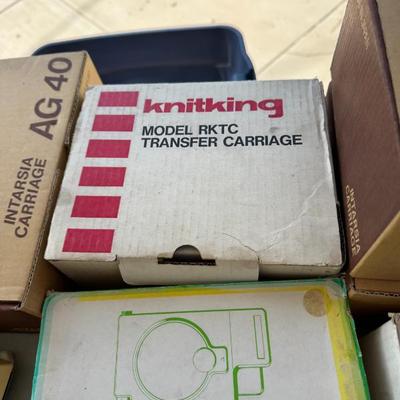 AG 40
INTARSIA
CARRIAGE
knitking
MODEL RKTC
TRANSFER CARRIAGE
INTARSIA
CARRIAGE